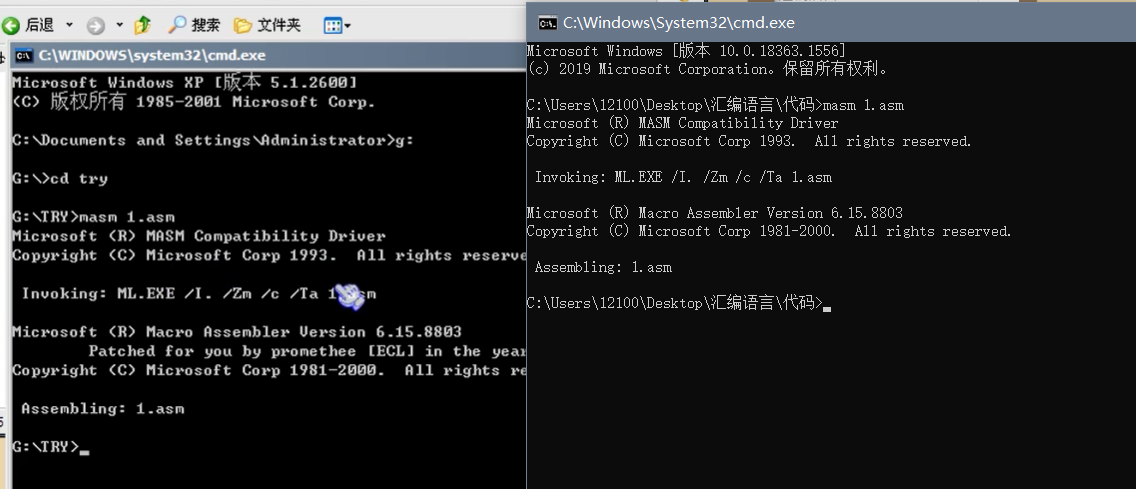 后退
搜索
文件夹
C:\WINDOWS\system32\cmd.exe
Microsoft Windows XP [版本 5.1.2600]
(C) 版权所有 1985-2001 Microsoft Corp.
C:\Documents and Settings\Administrator>g:
G:\>cd try
G:\TRY>masm 1.asm
Microsoft (R) MASM Compatibility Driver
Copyright (C) Microsoft Corp 1993.  All rights reserve
Invoking: ML.EXE /I. /Zm /c /Ta
Microsoft (R) Macro Assembler Version 6.15.8803
Patched for you by promethee [ECL] in the year
Copyright (C) Microsoft Corp 1981-2000.  All rights re
Assembling: 1.asm
G:\TRY>
C:\Windows\System32\cmd.exe
Microsoft Windows [版本 10.0.18363.1556]
(c) 2019 Microsoft Corporation。保留所有权利。
C:\Users\12100\Desktop\汇编语言\代码>masm 1.asm
Microsoft (R) MASM Compatibility Driver
Copyright (C) Microsoft Corp 1993.  All rights reserved.
Invoking: ML.EXE /I. /Zm /c /Ta 1.asm
Microsoft (R) Macro Assembler Version 6.15.8803
Copyright (C) Microsoft Corp 1981-2000.  All rights reserved.
Assembling: 1.asm
C:\Users\12100\Desktop\汇编语言\代码>